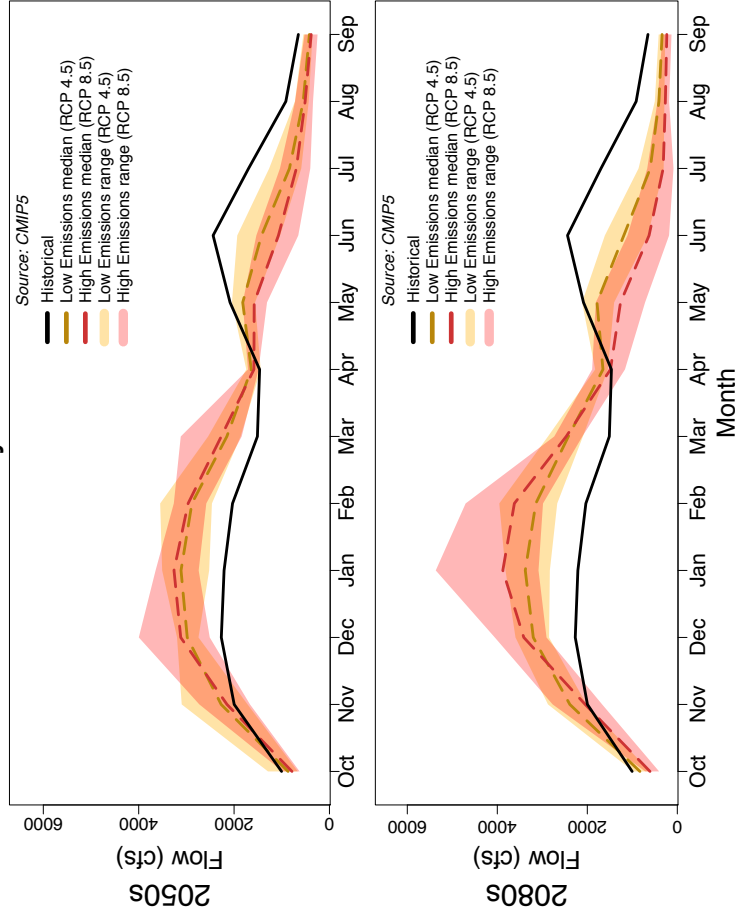 2050s
Flow (cfs)
6000
4000
2000
0
Source: CMIP5
Historical
Low Emissions median (RCP 4.5)
High Emissions median (RCP 8.5)
Low Emissions range (RCP 4.5)
High Emissions range (RCP 8.5)
Oct Nov Dec Jan Feb Mar Apr May Jun Jul Aug Sep
2080s
Flow (cfs)
6000
4000
2000
0
Source: CMIP5
Historical
Low Emissions median (RCP 4.5)
High Emissions median (RCP 8.5)
Low Emissions range (RCP 4.5)
High Emissions range (RCP 8.5)
Oct Nov Dec Jan Feb Mar Apr May Jun Jul Aug Sep
Month